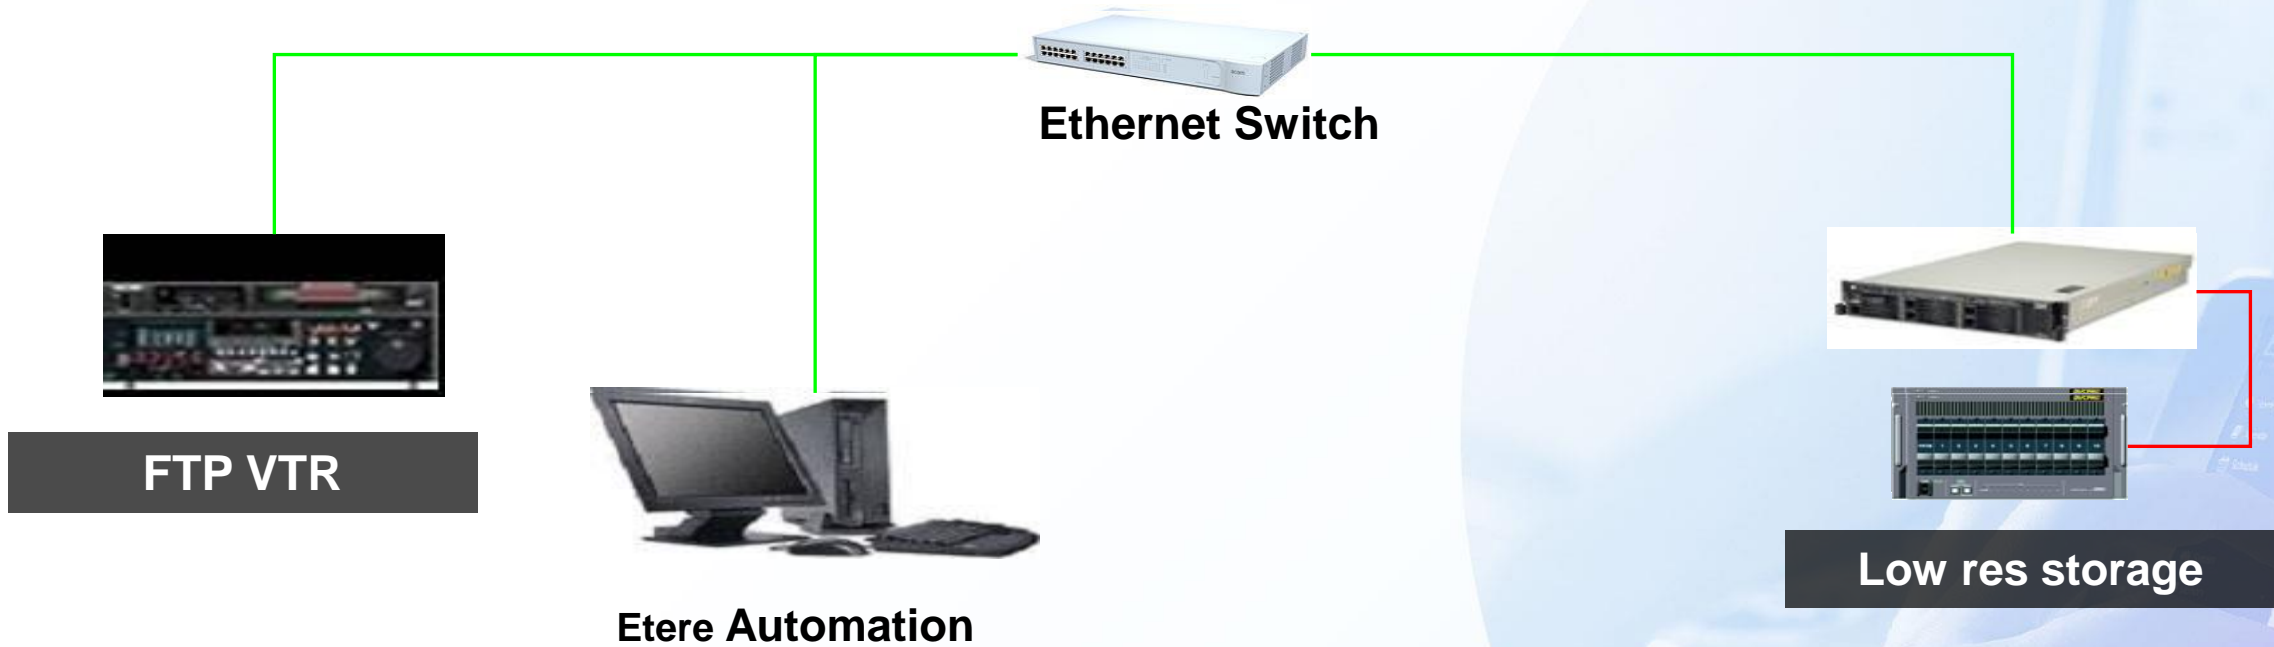 Ethernet Switch
FTP VTR
Low res storage
Etere Automation